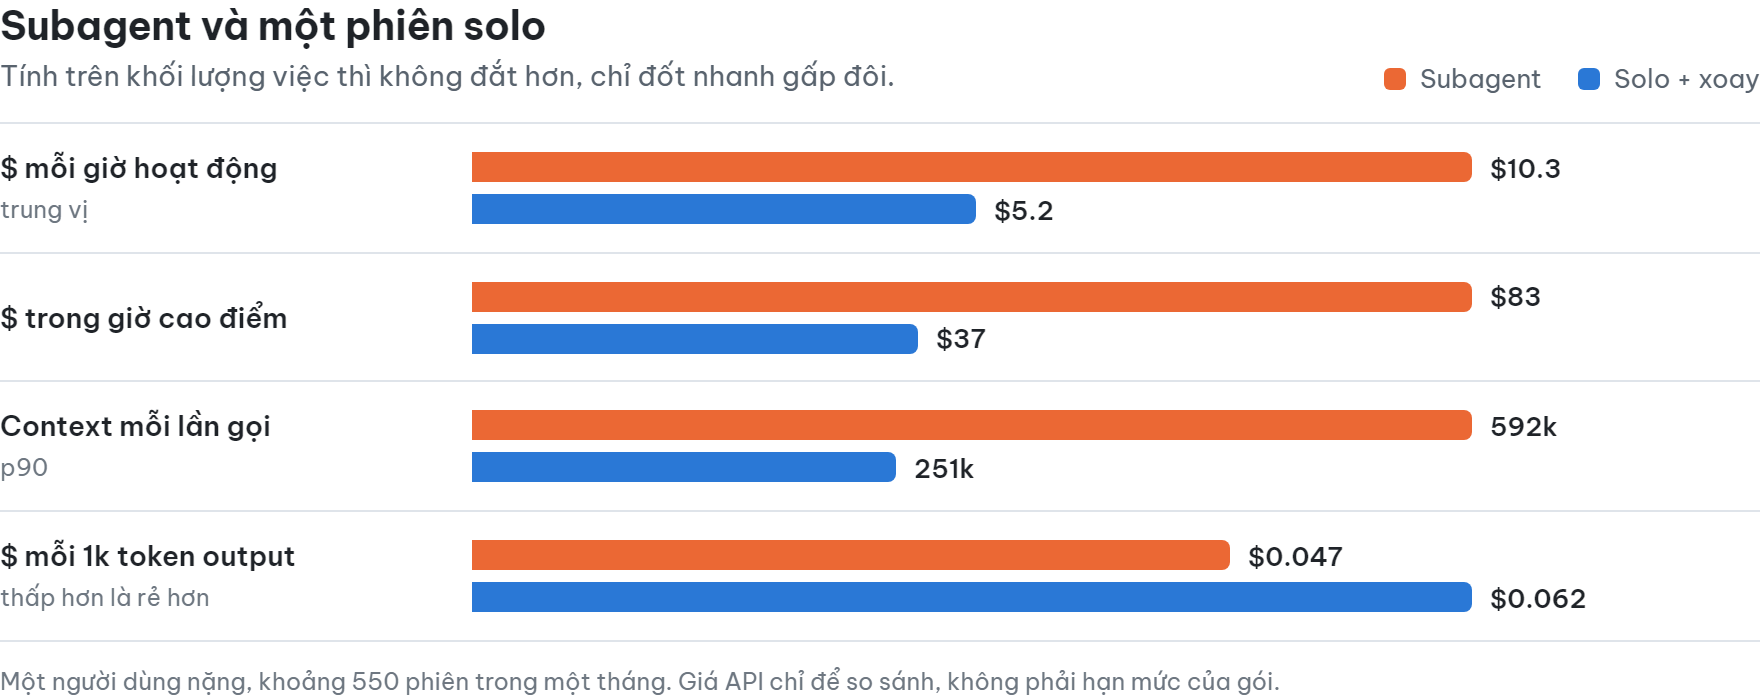 Subagent và một phiên solo
Tính trên khối lượng việc thì không đắt hơn, chỉ đốt nhanh gấp đôi.
Subagent
Solo + xoay
$ mỗi giờ hoạt động
trung vị
$10.3
$5.2
$ trong giờ cao điểm
$83
$37
Context mỗi lần gọi
p90
592k
251k
$ mỗi 1k token output
thấp hơn là rẻ hơn
$0.047
$0.062
Một người dùng nặng, khoảng 550 phiên trong một tháng. Giá API chỉ để so sánh, không phải hạn mức của gói.